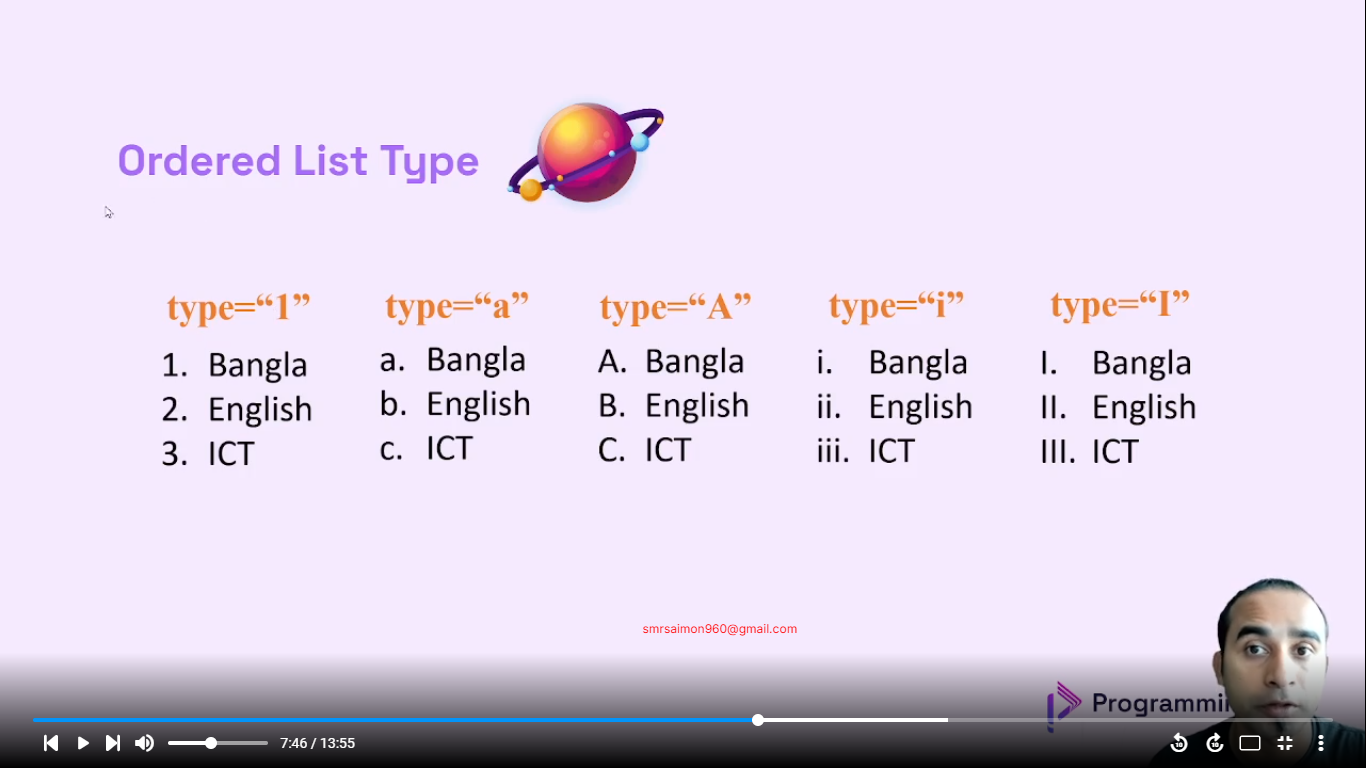 Ordered List Type
type=“1”
1. Bangla
2. English
3. ICT
type=“a”
a. Bangla
b. English
c. ICT
type=“A”
A. Bangla
B. English
C. ICT
type=“i”
i. Bangla
ii. English
iii. ICT
type=“I”
I. Bangla
II. English
III. ICT
smrsaimon960@gmail.com
7:46 / 13:55
10
10